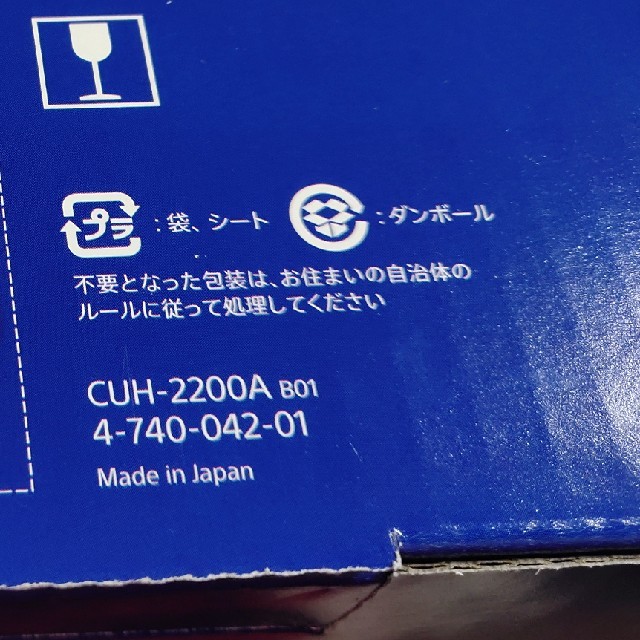 プラ : 袋、シート : ダンボール
不要となった包装は、お住まいの自治体の
ルールに従って処理してください
CUH-2200A B01
4-740-042-01
Made in Japan